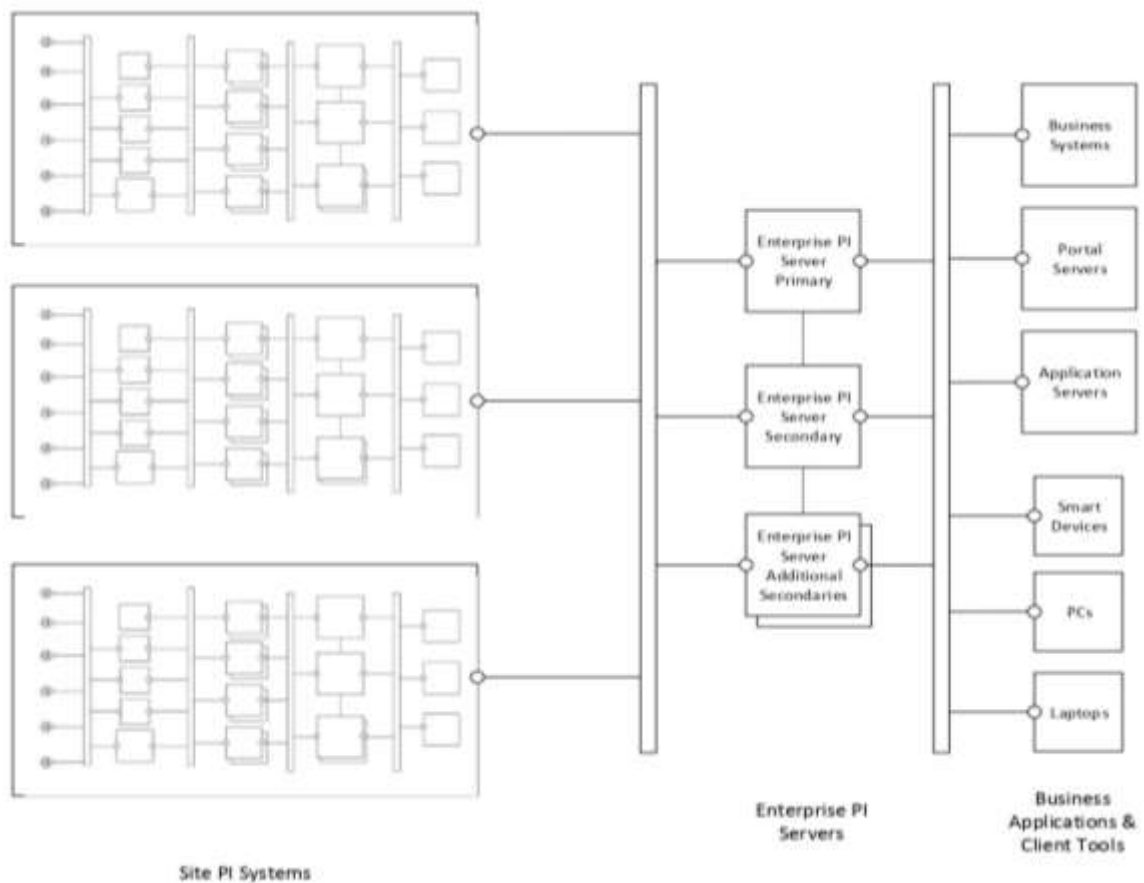 Business
Systems
Enterprise PI
Server
Primary
Portal
Servers
Enterprise PI
Server
Secondary
Application
Servers
Enterprise PI
Server
Additional
Secondaries
Smart
Devices
PCs
Laptops
Enterprise PI
Servers
Business
Applications &
Client Tools
Site PI Systems